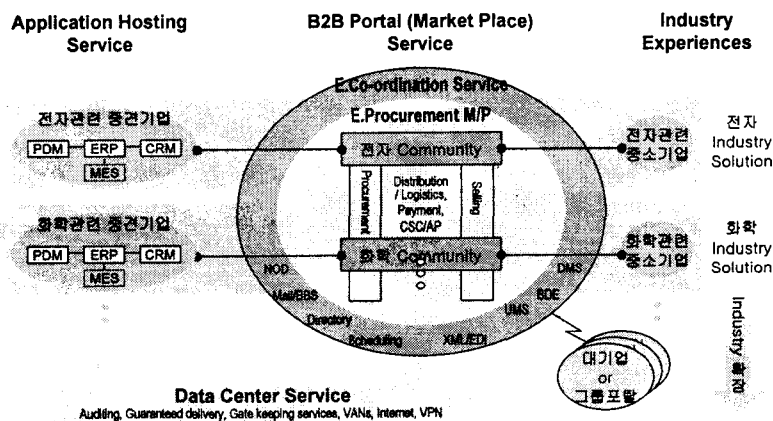 Application Hosting
Service
B2B Portal (Market Place)
Service
Industry
Experiences
E.Co-ordination Service
E.Procurement M/P
전자관련 중견기업
PDM
ERP
CRM
MES
전자 Community
전자관련
중소기업
전자
Industry
Solution
Procurement
Distribution
/ Logistics,
Payment,
CSC/AP
Selling
화학관련 중견기업
PDM
ERP
CRM
MES
화학 Community
화학관련
중소기업
화학
Industry
Solution
NOD
Mail/BBS
Directory
Scheduling
XML/EDI
UMS
BDE
DMS
대기업
or
그룹포탈
Industry 확장
Data Center Service
Auditing, Guaranteed delivery, Gate keeping services, VANs, Internet, VPN